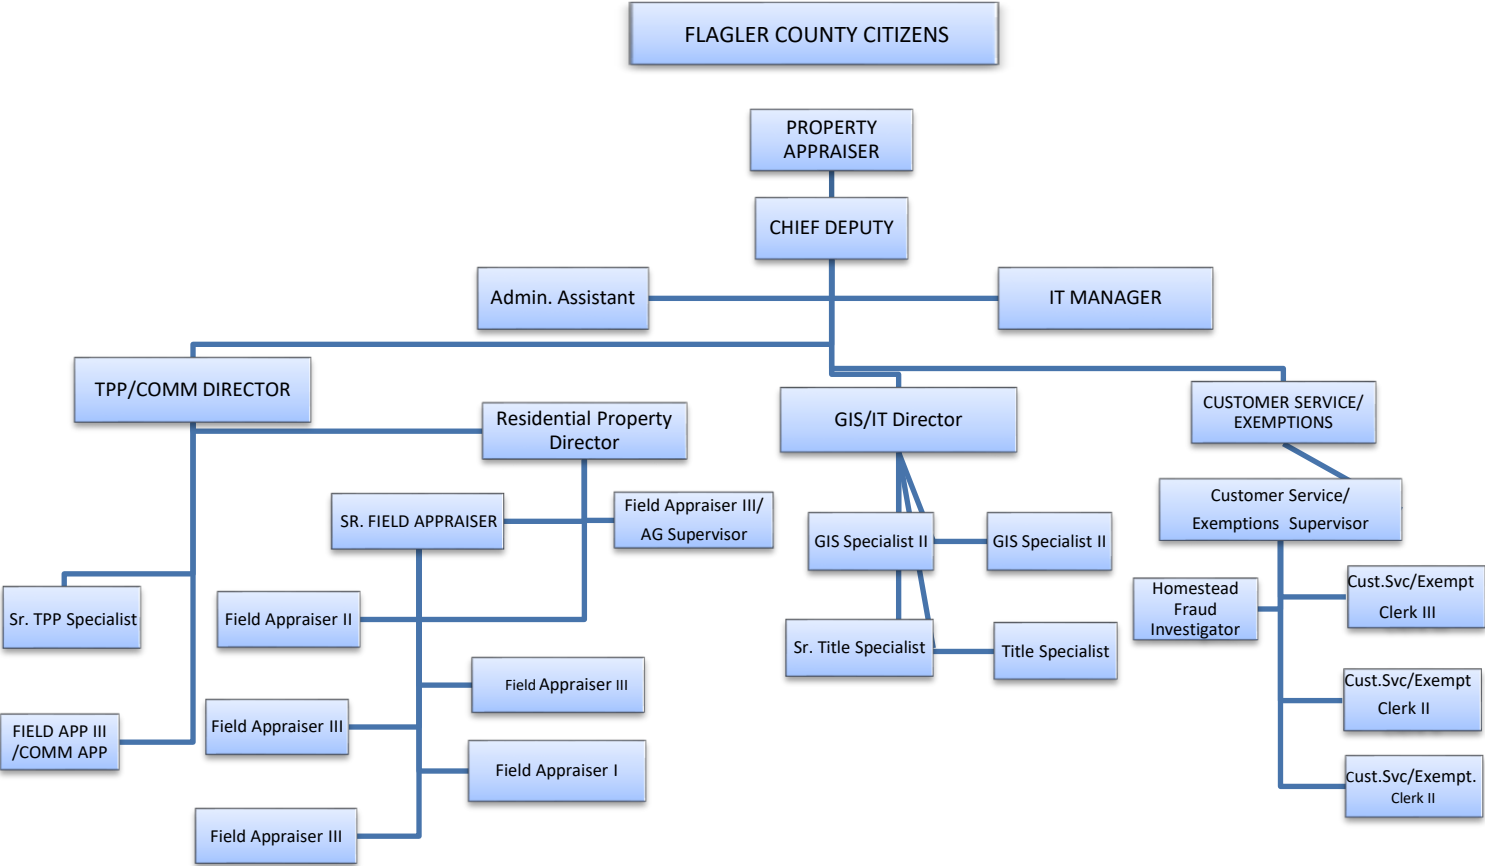 FLAGLER COUNTY CITIZENS
PROPERTY
APPRAISER
CHIEF DEPUTY
Admin. Assistant
IT MANAGER
TPP/COMM DIRECTOR
Residential Property
Director
GIS/IT Director
CUSTOMER SERVICE/
EXEMPTIONS
SR. FIELD APPRAISER
Field Appraiser III/
AG Supervisor
GIS Specialist II
GIS Specialist II
Customer Service/
Exemptions Supervisor
Sr. TPP Specialist
Field Appraiser II
Sr. Title Specialist
Title Specialist
Homestead
Fraud
Investigator
Cust.Svc/Exempt
Clerk III
Field Appraiser III
Cust.Svc/Exempt
Clerk II
FIELD APP III
/COMM APP
Field Appraiser III
Field Appraiser I
Cust.Svc/Exempt.
Clerk II
Field Appraiser III